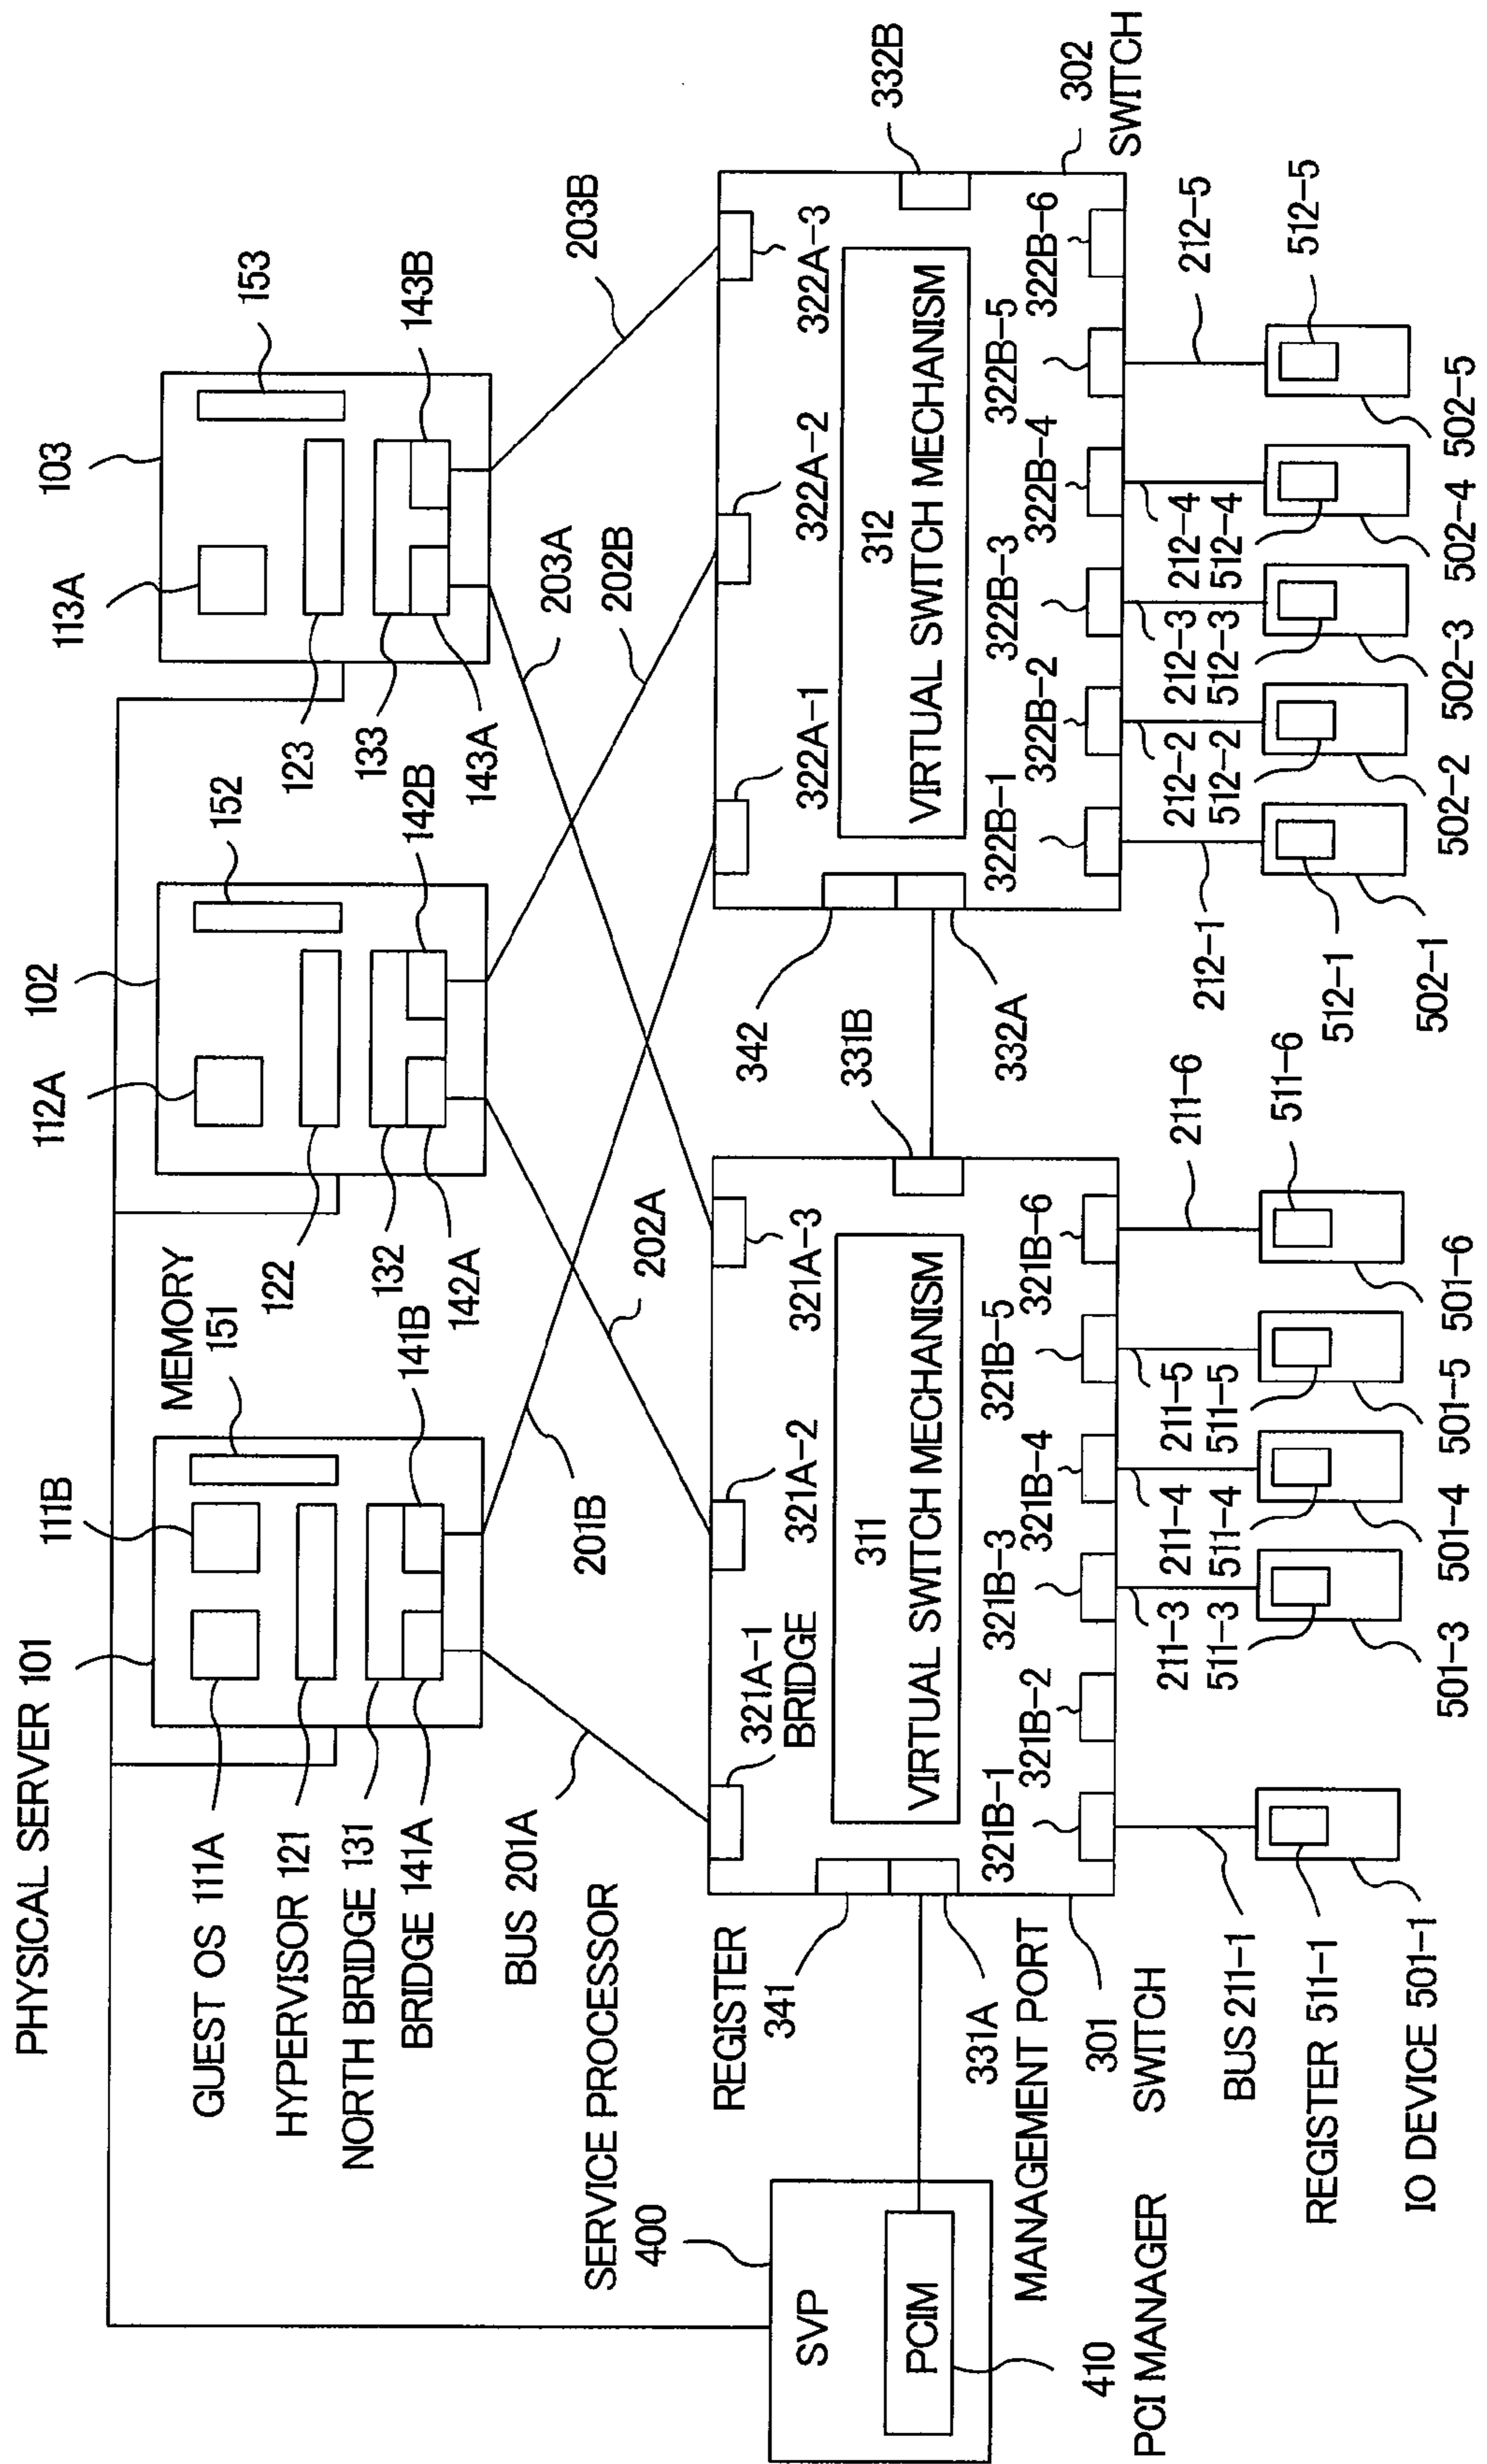 PHYSICAL SERVER 101
GUEST OS 111A
111B
HYPERVISOR 121
NORTH BRIDGE 131
BRIDGE 141A
141B
MEMORY
151
102
112A
152
122
132
142A
142B
103
113A
153
123
133
143A
143B
BUS 201A
201B
202A
203A
202B
203B
SERVICE PROCESSOR
400
SVP
PCIM
410
PCI MANAGER
REGISTER
341
331A
MANAGEMENT PORT
301
SWITCH
321A-1
BRIDGE
321A-2
321A-3
311
VIRTUAL SWITCH MECHANISM
321B-1
321B-2
321B-3
321B-4
321B-5
321B-6
331B
342
332A
322A-1
322A-2
322A-3
312
VIRTUAL SWITCH MECHANISM
322B-1
322B-2
322B-3
322B-4
322B-5
322B-6
332B
302
SWITCH
BUS 211-1
211-3
211-4
211-5
211-6
212-1
212-2
212-3
212-4
212-5
REGISTER 511-1
511-3
511-4
511-5
511-6
512-1
512-2
512-3
512-4
512-5
IO DEVICE 501-1
501-3
501-4
501-5
501-6
502-1
502-2
502-3
502-4
502-5